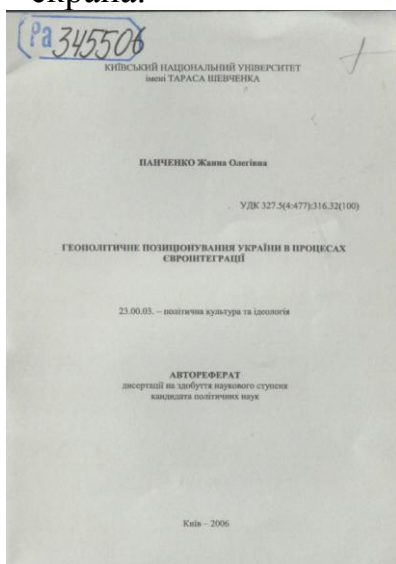 екрана.
Ра 345506
КИЇВСЬКИЙ НАЦІОНАЛЬНИЙ УНІВЕРСИТЕТ
імені ТАРАСА ШЕВЧЕНКА
ПАНЧЕНКО Жанна Олегівна
УДК 327.5(4:477):316.32(100)
ГЕОПОЛІТИЧНЕ ПОЗИЦІОНУВАННЯ УКРАЇНИ В ПРОЦЕСАХ
ЄВРОІНТЕГРАЦІЇ
23.00.03. – політична культура та ідеологія
АВТОРЕФЕРАТ
дисертації на здобуття наукового ступеня
кандидата політичних наук
Київ – 2006